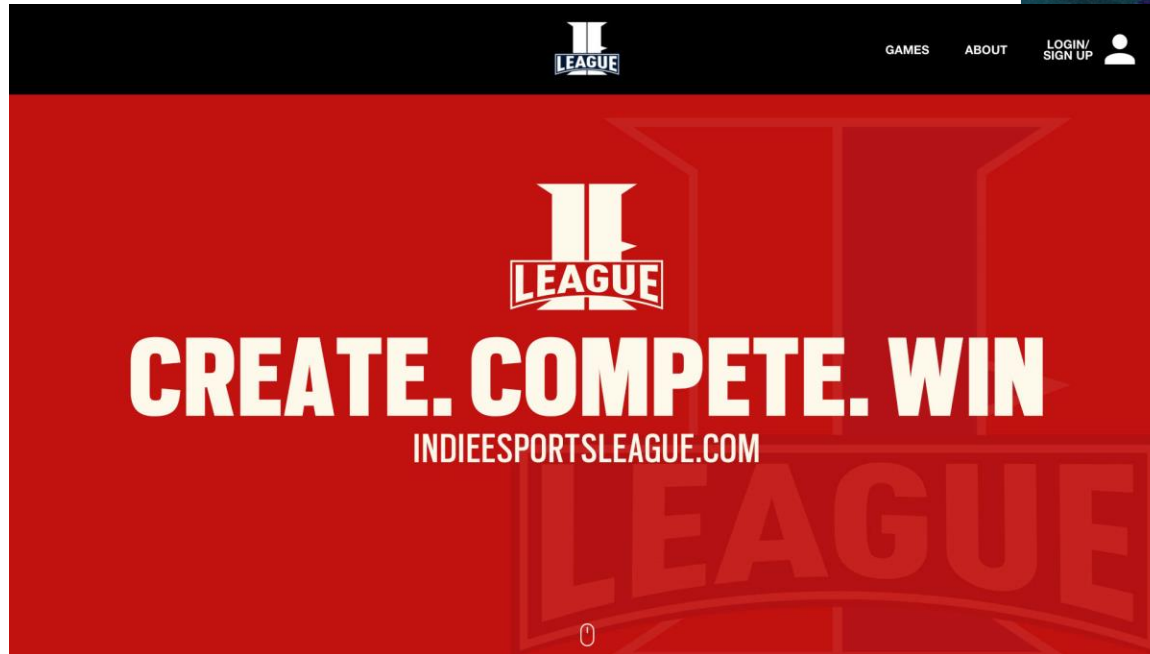 LEAGUE
GAMES
ABOUT
LOGIN/
SIGN UP
LEAGUE
CREATE. COMPETE. WIN
INDIEESPORTSLEAGUE.COM
LEAGUE